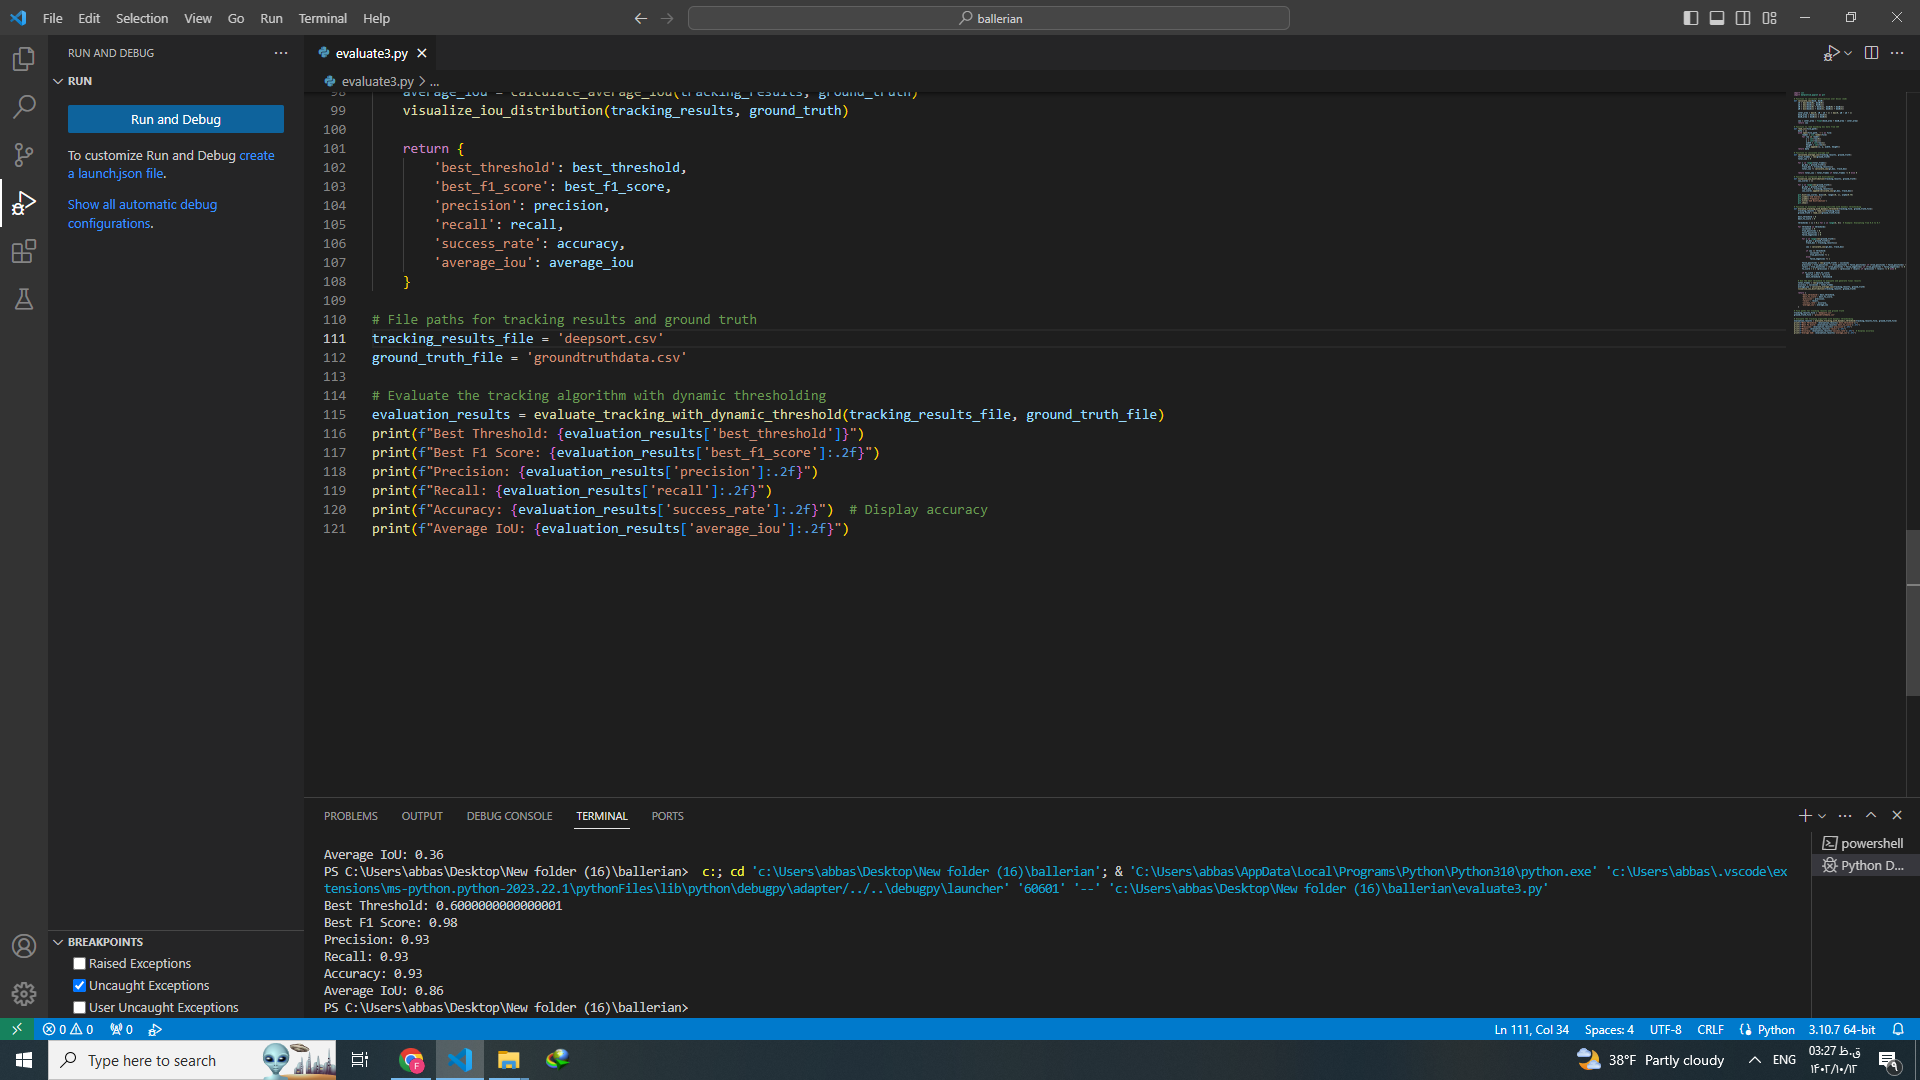 File Edit Selection View Go Run Terminal Help
ballerian
RUN AND DEBUG
RUN
Run and Debug
To customize Run and Debug create
a launch.json file.
Show all automatic debug
configurations.
evaluate3.py
evaluate3.py > ...
98 average_iou = calculate_average_iou(tracking_results, ground_truth)
99 visualize_iou_distribution(tracking_results, ground_truth)
100
101 return {
102 'best_threshold': best_threshold,
103 'best_f1_score': best_f1_score,
104 'precision': precision,
105 'recall': recall,
106 'success_rate': accuracy,
107 'average_iou': average_iou
108 }
109
110 # File paths for tracking results and ground truth
111 tracking_results_file = 'deepsort.csv'
112 ground_truth_file = 'groundtruthdata.csv'
113
114 # Evaluate the tracking algorithm with dynamic thresholding
115 evaluation_results = evaluate_tracking_with_dynamic_threshold(tracking_results_file, ground_truth_file)
116 print(f"Best Threshold: {evaluation_results['best_threshold']}")
117 print(f"Best F1 Score: {evaluation_results['best_f1_score']:.2f}")
118 print(f"Precision: {evaluation_results['precision']:.2f}")
119 print(f"Recall: {evaluation_results['recall']:.2f}")
120 print(f"Accuracy: {evaluation_results['success_rate']:.2f}")  # Display accuracy
121 print(f"Average IoU: {evaluation_results['average_iou']:.2f}")
PROBLEMS OUTPUT DEBUG CONSOLE TERMINAL PORTS
powershell
Python D...
Average IoU: 0.36
PS C:\Users\abbas\Desktop\New folder (16)\ballerian>  c:; cd 'c:\Users\abbas\Desktop\New folder (16)\ballerian'; & 'C:\Users\abbas\AppData\Local\Programs\Python\Python310\python.exe' 'c:\Users\abbas\.vscode\ex
tensions\ms-python.python-2023.22.1\pythonFiles\lib\python\debugpy\adapter/../..\debugpy\launcher' '60601' '--' 'c:\Users\abbas\Desktop\New folder (16)\ballerian\evaluate3.py'
Best Threshold: 0.6000000000000001
Best F1 Score: 0.98
Precision: 0.93
Recall: 0.93
Accuracy: 0.93
Average IoU: 0.86
PS C:\Users\abbas\Desktop\New folder (16)\ballerian>
BREAKPOINTS
Raised Exceptions
Uncaught Exceptions
User Uncaught Exceptions
0 0 0
Ln 111, Col 34 Spaces: 4 UTF-8 CRLF Python 3.10.7 64-bit
Type here to search
38°F Partly cloudy
ENG
03:27 ق.ظ
۱۴۰۲/۱۰/۱۲
۹